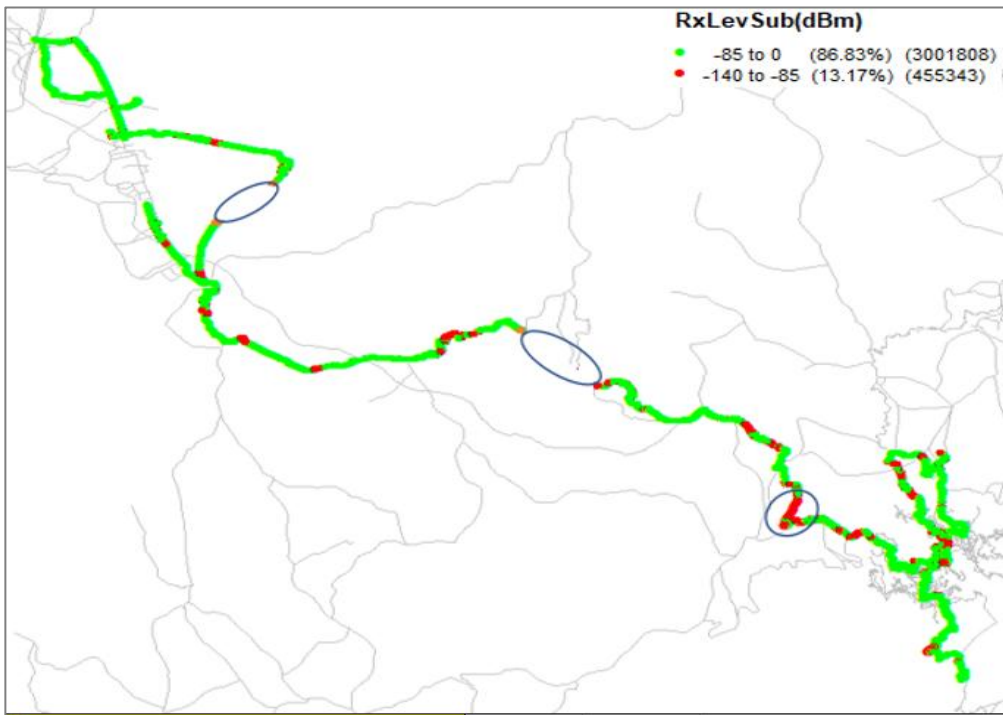 RxLevSub(dBm)
-85 to 0 (86.83%) (3001808)
-140 to -85 (13.17%) (455343)